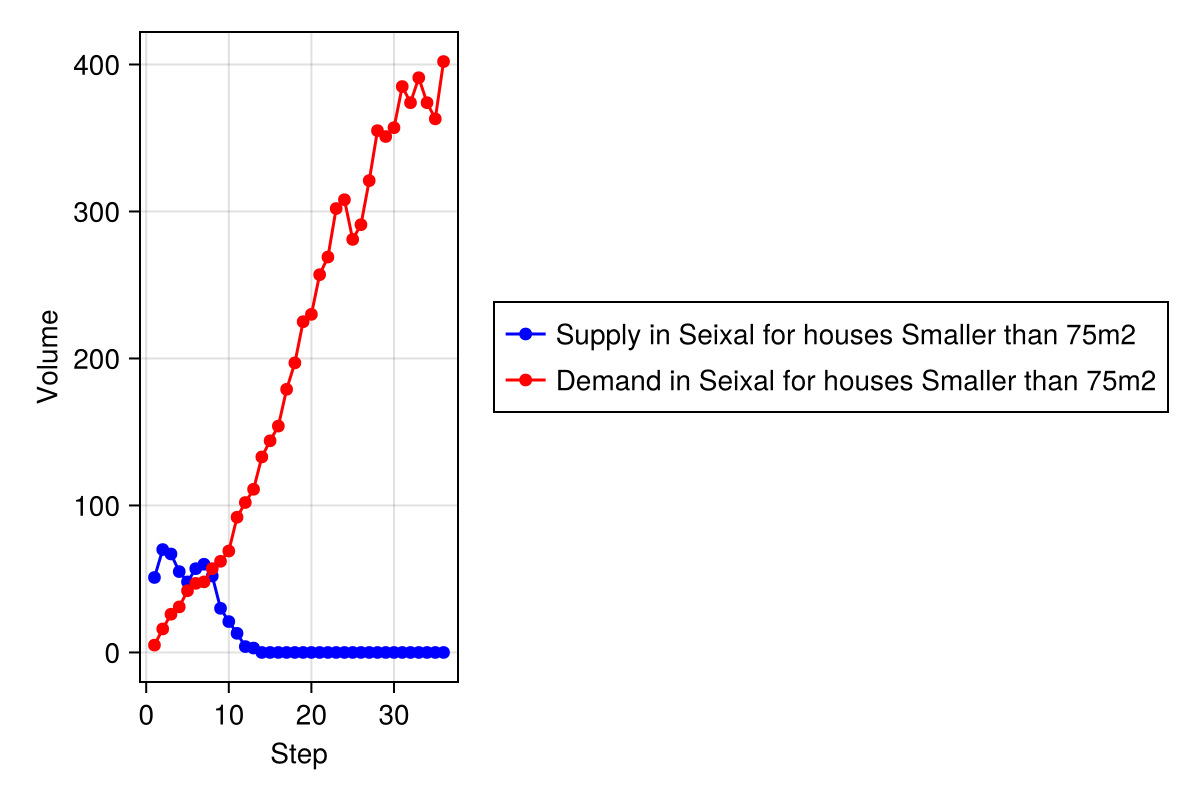 400
300
200
100
0
Volume
0 10 20 30
Step
Supply in Seixal for houses Smaller than 75m2
Demand in Seixal for houses Smaller than 75m2